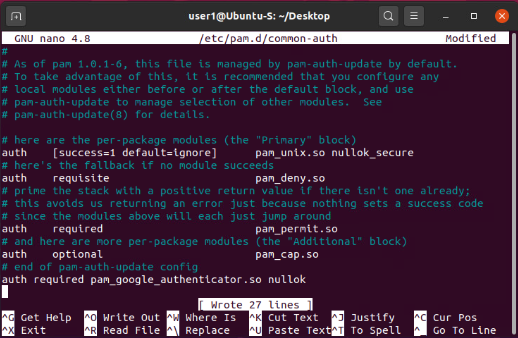 user1@Ubuntu-S: ~/Desktop
GNU nano 4.8 /etc/pam.d/common-auth Modified
#
# As of pam 1.0.1-6, this file is managed by pam-auth-update by default.
# To take advantage of this, it is recommended that you configure any
# local modules either before or after the default block, and use
# pam-auth-update to manage selection of other modules.  See
# pam-auth-update(8) for details.

# here are the per-package modules (the "Primary" block)
auth    [success=1 default=ignore]      pam_unix.so nullok_secure
# here's the fallback if no module succeeds
auth    requisite                       pam_deny.so
# prime the stack with a positive return value if there isn't one already;
# this avoids us returning an error just because nothing sets a success code
# since the modules above will each just jump around
auth    required                        pam_permit.so
# and here are more per-package modules (the "Additional" block)
auth    optional                        pam_cap.so
# end of pam-auth-update config
auth required pam_google_authenticator.so nullok
[ Wrote 27 lines ]
^G Get Help ^O Write Out ^W Where Is ^K Cut Text ^J Justify ^C Cur Pos
^X Exit ^R Read File ^\ Replace ^U Paste Text ^T To Spell ^_ Go To Line